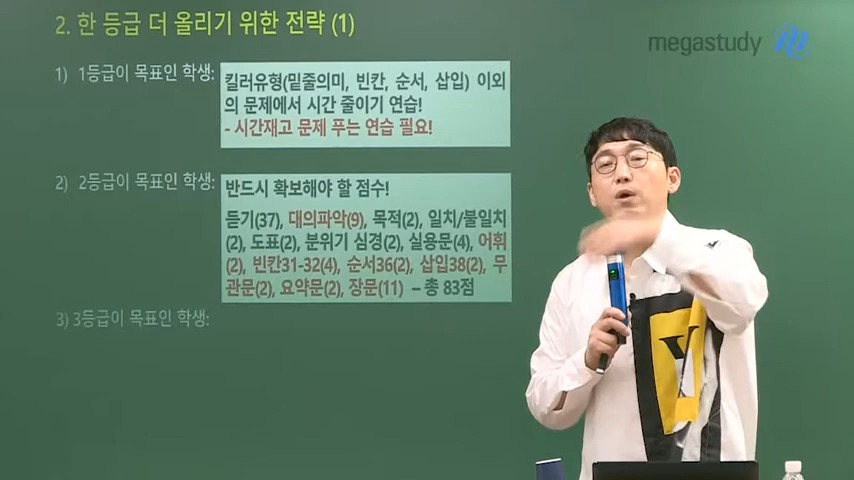 2. 한 등급 더 올리기 위한 전략 (1)
megastudy M
1) 1등급이 목표인 학생:
킬러유형(밑줄의미, 빈칸, 순서, 삽입) 이외
의 문제에서 시간 줄이기 연습!
- 시간재고 문제 푸는 연습 필요!
2) 2등급이 목표인 학생:
반드시 확보해야 할 점수!
듣기(37), 대의파악(9), 목적(2), 일치/불일치
(2), 도표(2), 분위기 심경(2), 실용문(4), 어휘
(2), 빈칸31-32(4), 순서36(2), 삽입38(2), 무
관문(2), 요약문(2), 장문(11) – 총 83점
3) 3등급이 목표인 학생: